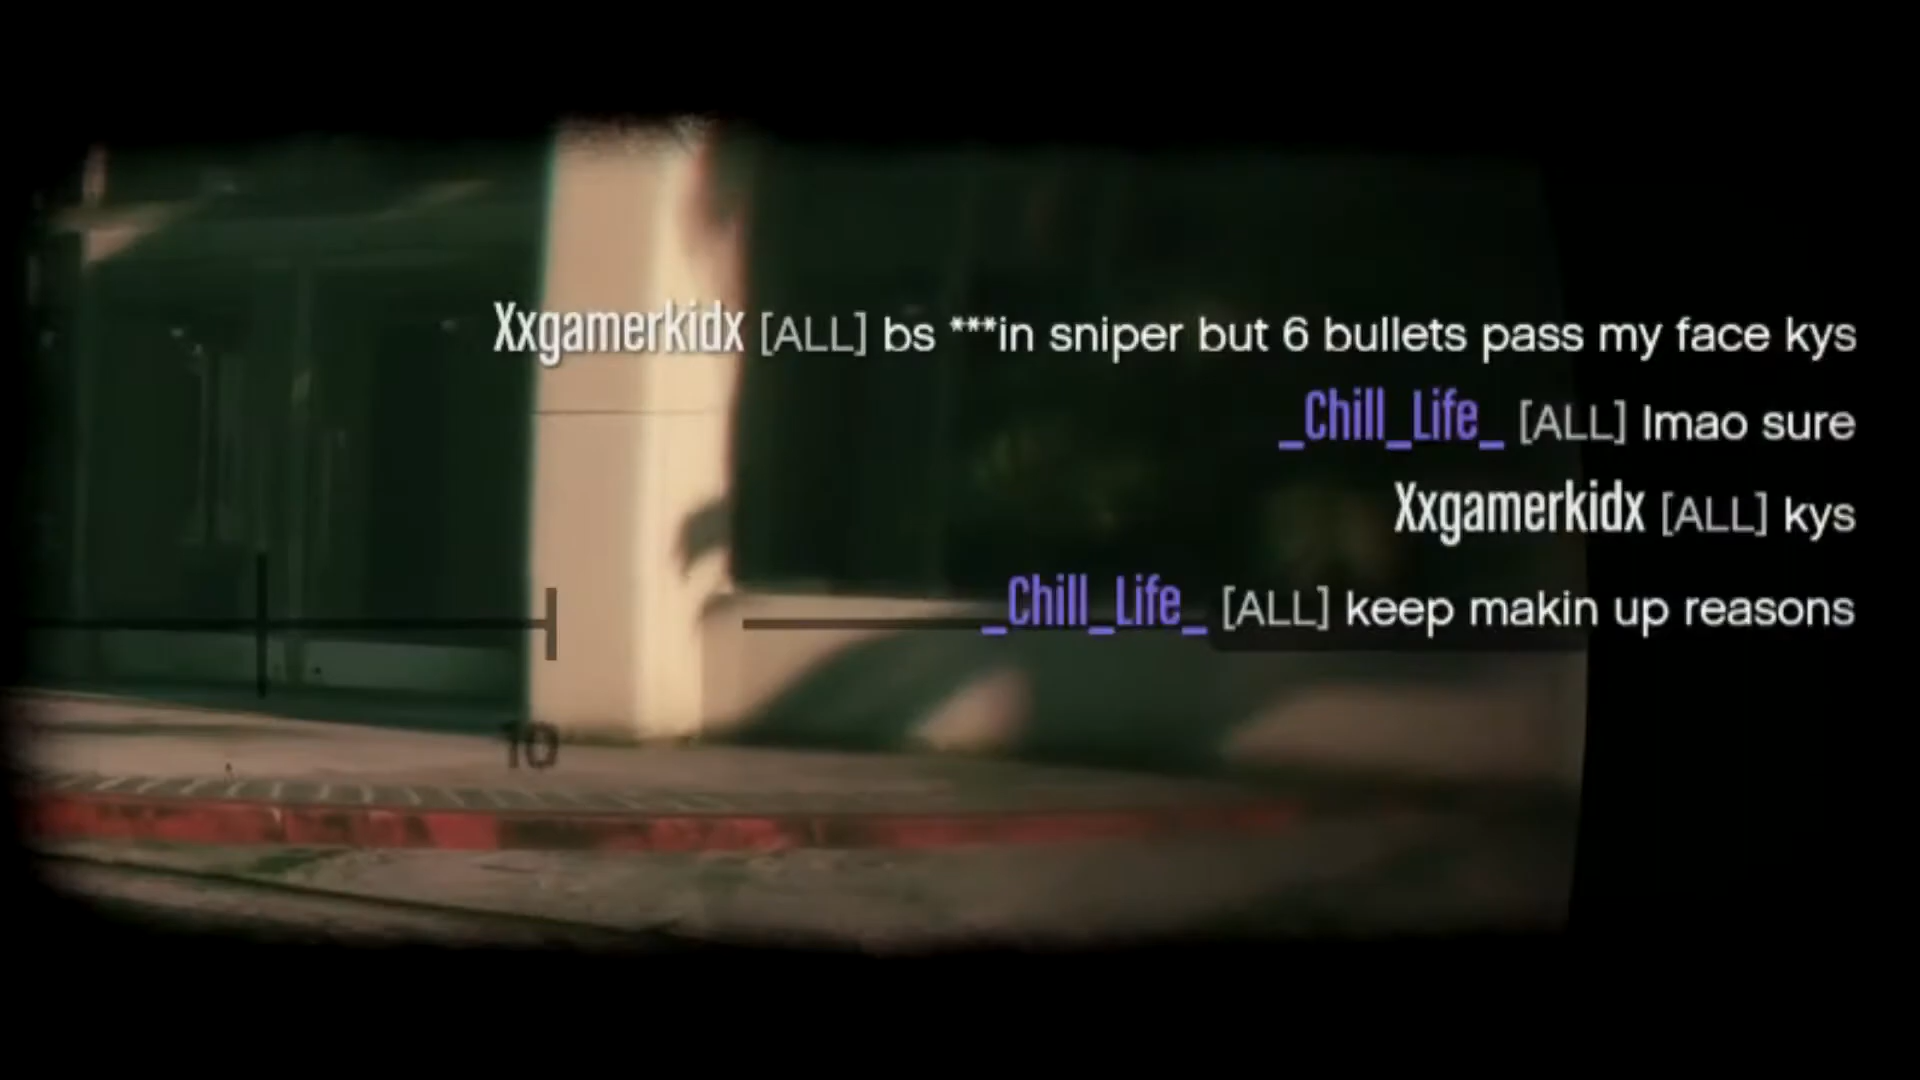 Xxgamerkidx [ALL] bs ***in sniper but 6 bullets pass my face kys
_Chill_Life_ [ALL] lmao sure
Xxgamerkidx [ALL] kys
_Chill_Life_ [ALL] keep makin up reasons
10